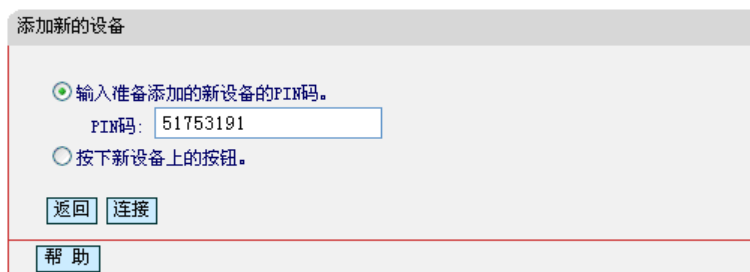 添加新的设备
输入准备添加的新设备的PIN码。
PIN码: 51753191
按下新设备上的按钮。
返回 连接
帮 助